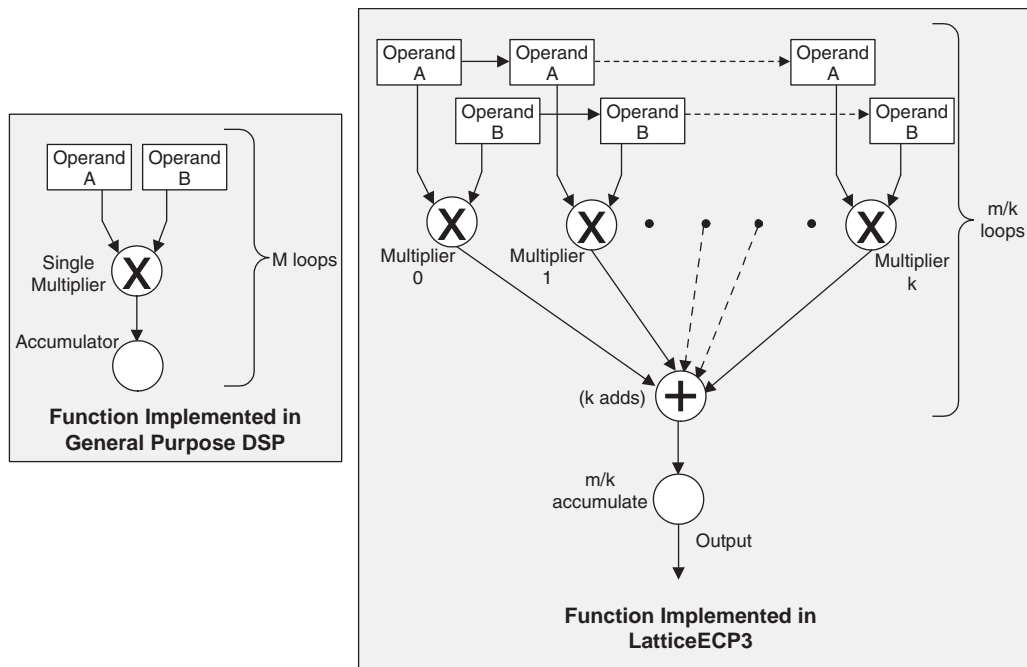 Operand
A
Operand
B
Single
Multiplier
Accumulator
M loops
Function Implemented in
General Purpose DSP
Operand
A
Operand
A
Operand
A
Operand
B
Operand
B
Operand
B
Multiplier
0
Multiplier
1
Multiplier
k
m/k
loops
(k adds)
m/k
accumulate
Output
Function Implemented in
LatticeECP3